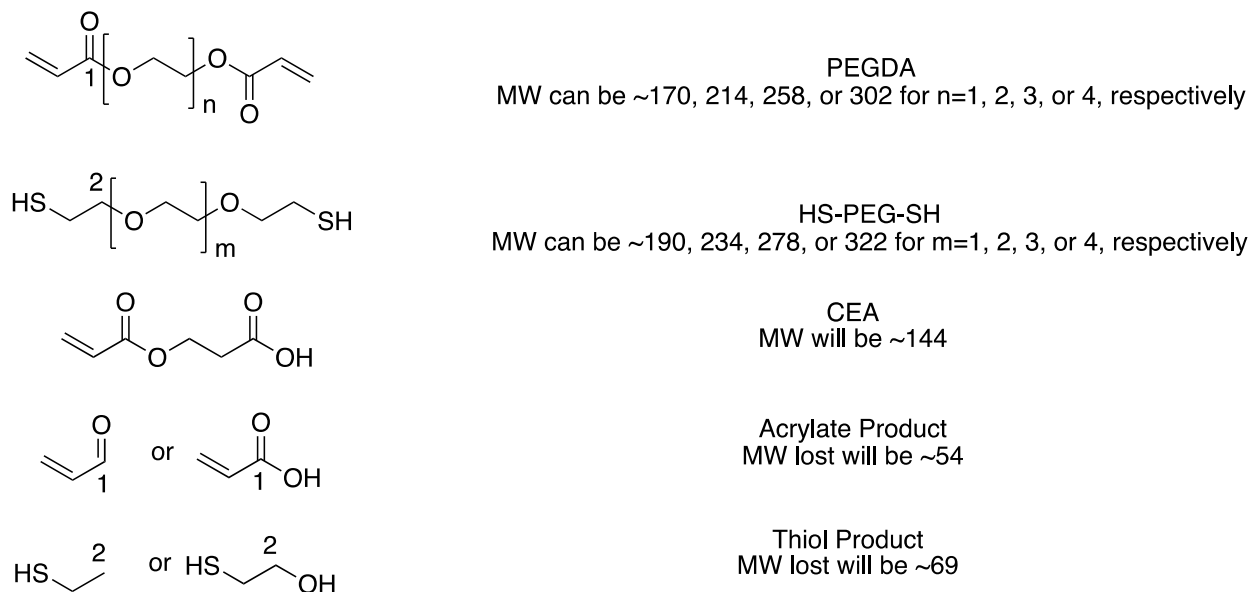 O
O
1
O
n
O
O
PEGDA
MW can be ~170, 214, 258, or 302 for n=1, 2, 3, or 4, respectively
HS
2
O
m
O
SH
HS-PEG-SH
MW can be ~190, 234, 278, or 322 for m=1, 2, 3, or 4, respectively
O
O
O
OH
CEA
MW will be ~144
O
1
or
O
1
OH
Acrylate Product
MW lost will be ~54
HS
2
or
HS
2
OH
Thiol Product
MW lost will be ~69